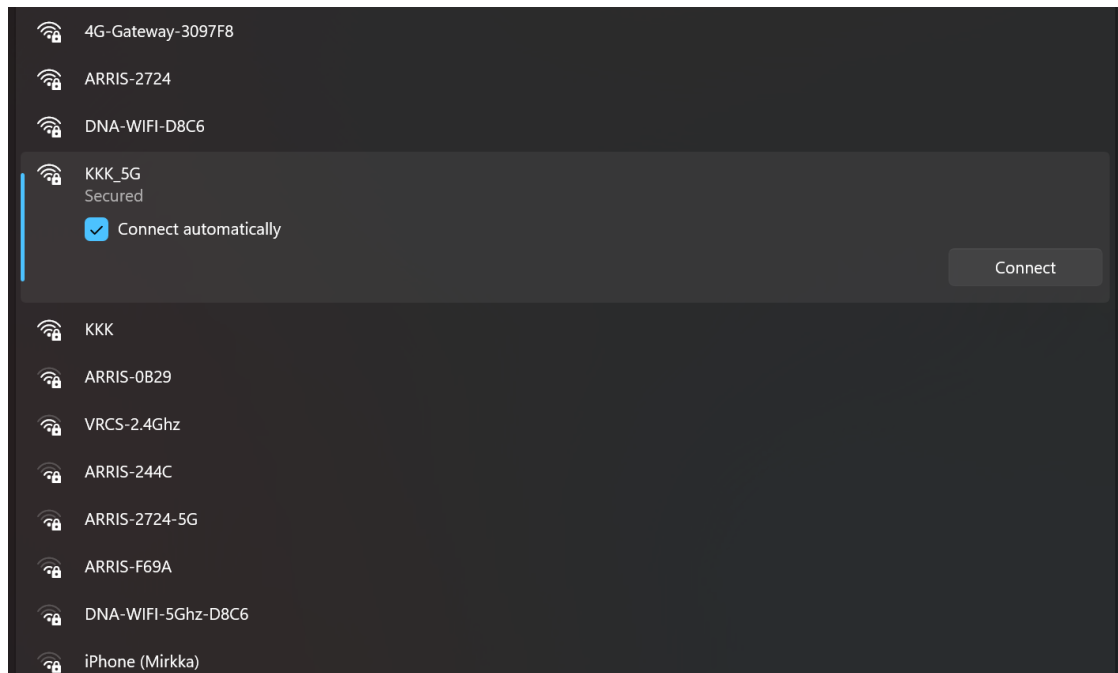 4G-Gateway-3097F8
ARRIS-2724
DNA-WIFI-D8C6
KKK_5G
Secured
Connect automatically
Connect
KKK
ARRIS-0B29
VRCS-2.4Ghz
ARRIS-244C
ARRIS-2724-5G
ARRIS-F69A
DNA-WIFI-5Ghz-D8C6
iPhone (Mirkka)